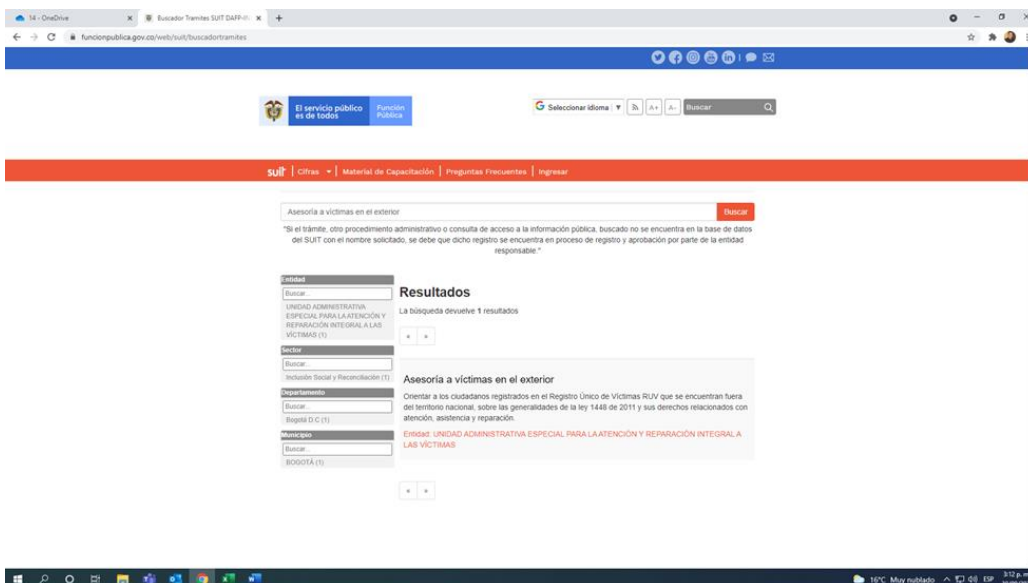 14 - OneDrive
Buscador Tramites SUIT DAFP-
funcionpublica.gov.co/web/suit/buscadortramites
El servicio público es de todos
Función Pública
Seleccionar idioma
A+
A-
Buscar
suit | Cifras | Material de Capacitación | Preguntas Frecuentes | Ingresar
Asesoría a víctimas en el exterior
Buscar
"Si el trámite, otro procedimiento administrativo o consulta de acceso a la información pública, buscado no se encuentra en la base de datos
del SUIT con el nombre solicitado, se debe que dicho registro se encuentra en proceso de registro y aprobación por parte de la entidad
responsable."
Entidad
Buscar...
UNIDAD ADMINISTRATIVA
ESPECIAL PARA LA ATENCIÓN Y
REPARACIÓN INTEGRAL A LAS
VÍCTIMAS (1)
Sector
Buscar...
Inclusión Social y Reconciliación (1)
Departamento
Buscar...
Bogotá D.C (1)
Municipio
Buscar...
BOGOTÁ (1)
Resultados
La búsqueda devuelve 1 resultados
« »
Asesoría a víctimas en el exterior
Orientar a los ciudadanos registrados en el Registro Único de Víctimas RUV que se encuentran fuera
del territorio nacional, sobre las generalidades de la ley 1448 de 2011 y sus derechos relacionados con
atención, asistencia y reparación.
Entidad: UNIDAD ADMINISTRATIVA ESPECIAL PARA LA ATENCIÓN Y REPARACIÓN INTEGRAL A
LAS VÍCTIMAS
« »
16°C Muy nublado
ESP
3:12 p. m.